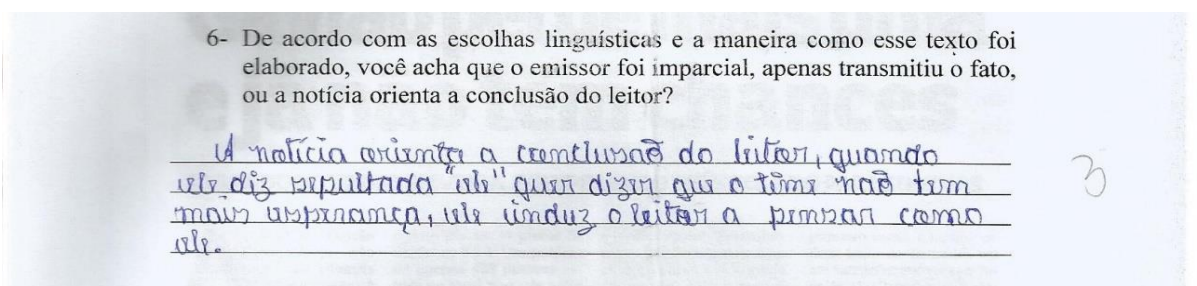 6- De acordo com as escolhas linguísticas e a maneira como esse texto foi
elaborado, você acha que o emissor foi imparcial, apenas transmitiu o fato,
ou a notícia orienta a conclusão do leitor?
A notícia orienta a conclusão do leitor, quando
ele diz sepultada "ele" quer dizer que o time não tem
mais esperança, ele induz o leitor a pensar como
ele.
3